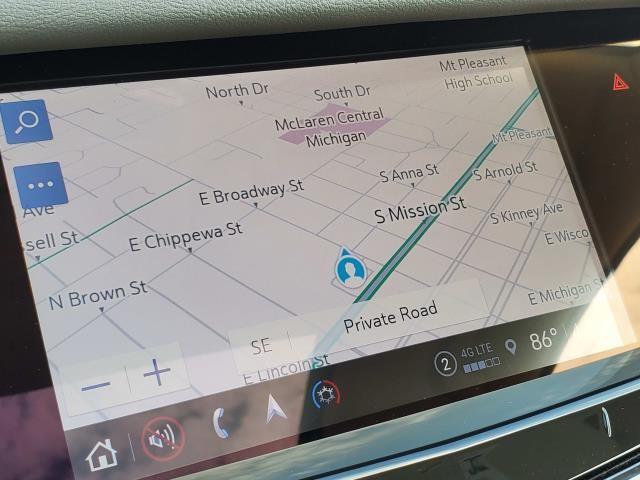 Mt Pleasant
High School
North Dr
South Dr
McLaren Central
Michigan
Mt Pleasant
S Anna St
S Arnold St
E Broadway St
S Mission St
S Kinney Ave
Ave
sell St
E Chippewa St
E Wisco
N Brown St
E Michigan S
SE
Private Road
E Lincoln St
2
4G LTE
86°